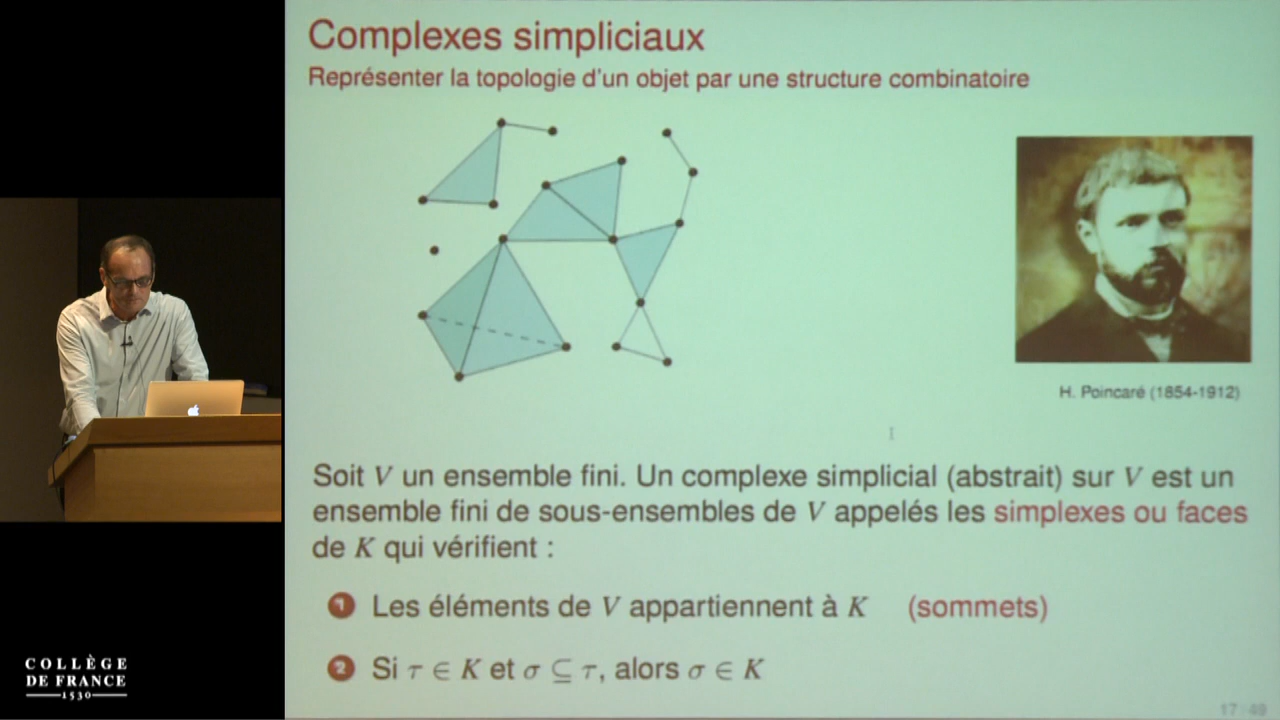 Complexes simpliciaux
Représenter la topologie d'un objet par une structure combinatoire
H. Poincaré (1854-1912)
Soit V un ensemble fini. Un complexe simplicial (abstrait) sur V est un
ensemble fini de sous-ensembles de V appelés les simplexes ou faces
de K qui vérifient :
1 Les éléments de V appartiennent à K (sommets)
2 Si τ ∈ K et σ ⊆ τ, alors σ ∈ K
17/49
COLLÈGE
DE FRANCE
1530